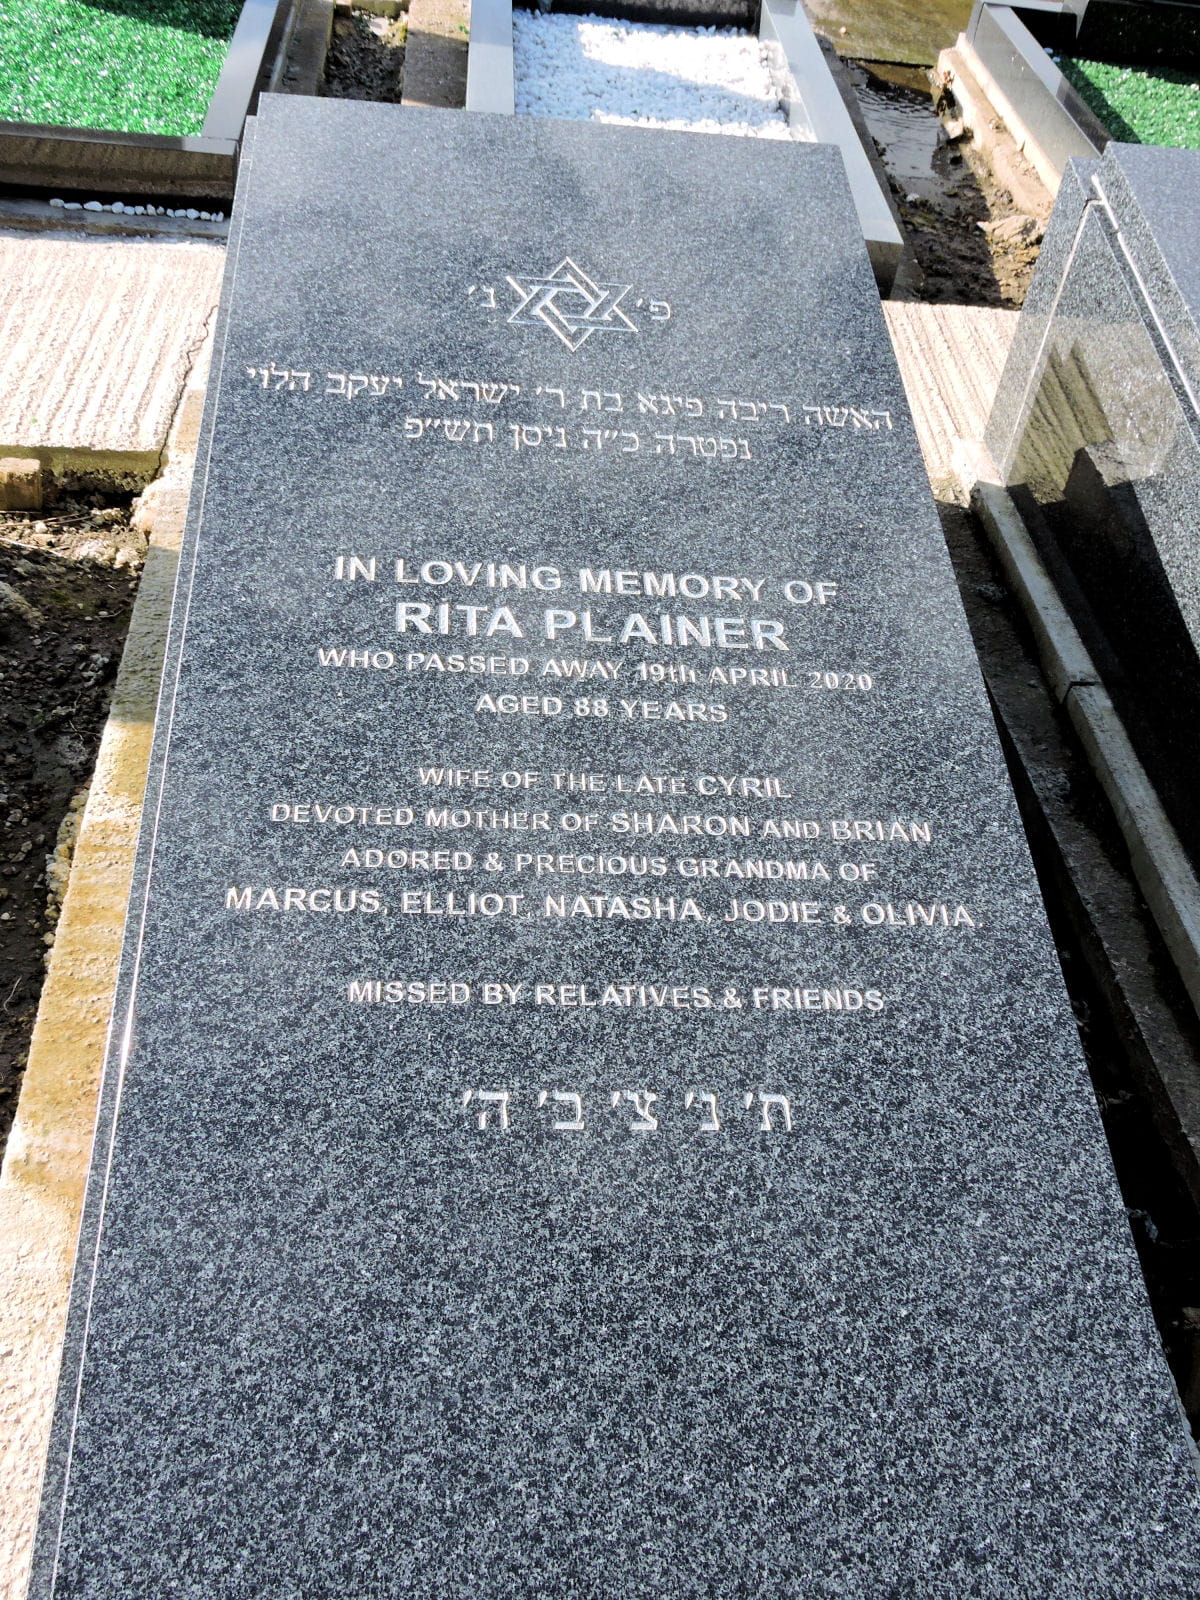 פ׳ נ׳
האשה ריבה פיגא בת ר׳ ישראל יעקב הלוי
נפטרה כ״ה ניסן תש״פ
IN LOVING MEMORY OF
RITA PLAINER
WHO PASSED AWAY 19th APRIL 2020
AGED 88 YEARS
WIFE OF THE LATE CYRIL
DEVOTED MOTHER OF SHARON AND BRIAN
ADORED & PRECIOUS GRANDMA OF
MARCUS, ELLIOT, NATASHA, JODIE & OLIVIA
MISSED BY RELATIVES & FRIENDS
ת׳ נ׳ צ׳ ב׳ ה׳